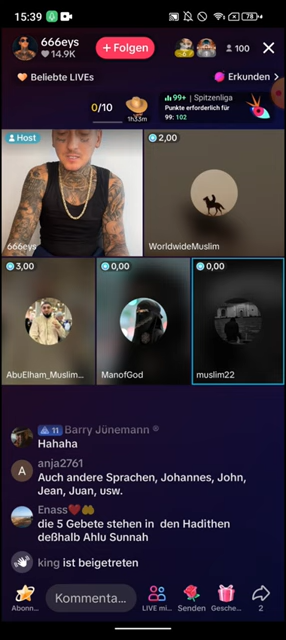 15:39
78
666eys
14.9K
+ Folgen
100
Beliebte LIVEs
Erkunden >
0/10
1h33m
99+ | Spitzenliga
Punkte erforderlich für
99: 102
Host
2,00
666eys
WorldwideMuslim
3,00
0,00
0,00
AbuElham_Muslim...
ManofGod
muslim22
11 Barry Jünemann ®
Hahaha
A
anja2761
Auch andere Sprachen, Johannes, John,
Jean, Juan, usw.
Enass
die 5 Gebete stehen in den Hadithen
deßhalb Ahlu Sunnah
king ist beigetreten
Kommenta...
Abonn...
LIVE mi...
Senden
Gesche...
2